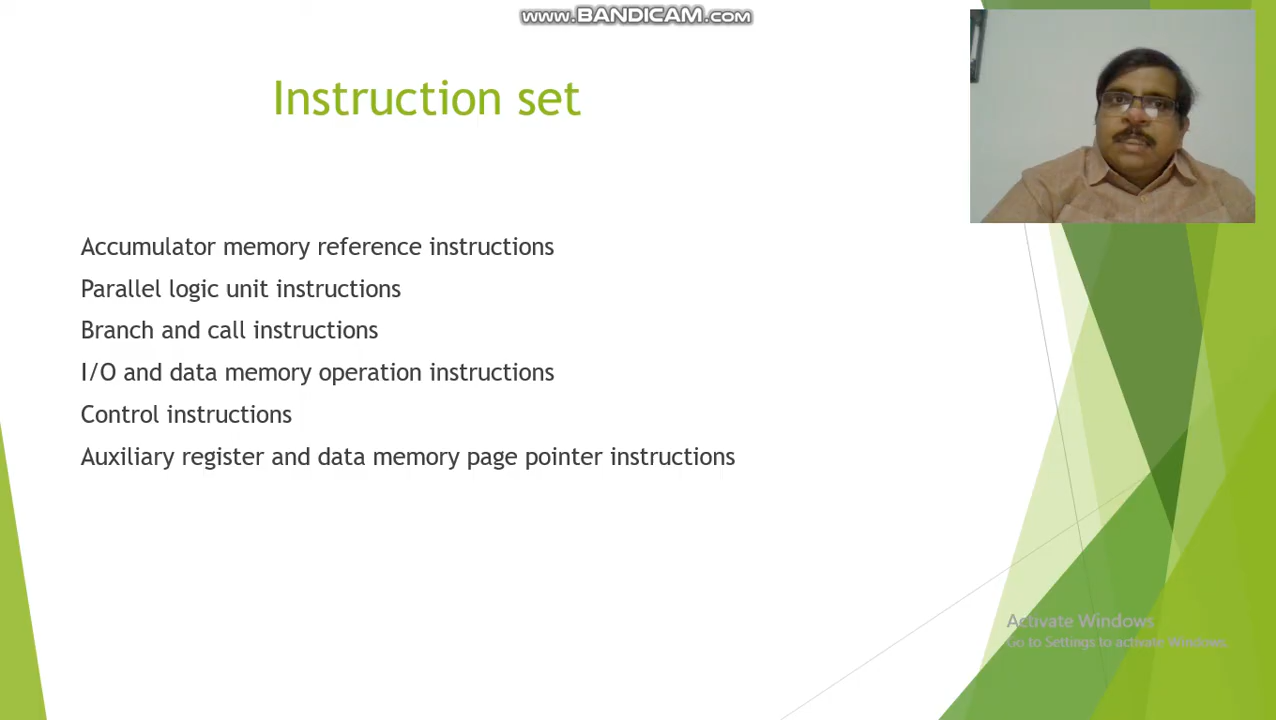 www.BANDICAM.com
Instruction set
Accumulator memory reference instructions
Parallel logic unit instructions
Branch and call instructions
I/O and data memory operation instructions
Control instructions
Auxiliary register and data memory page pointer instructions
Activate Windows
Go to Settings to activate Windows.